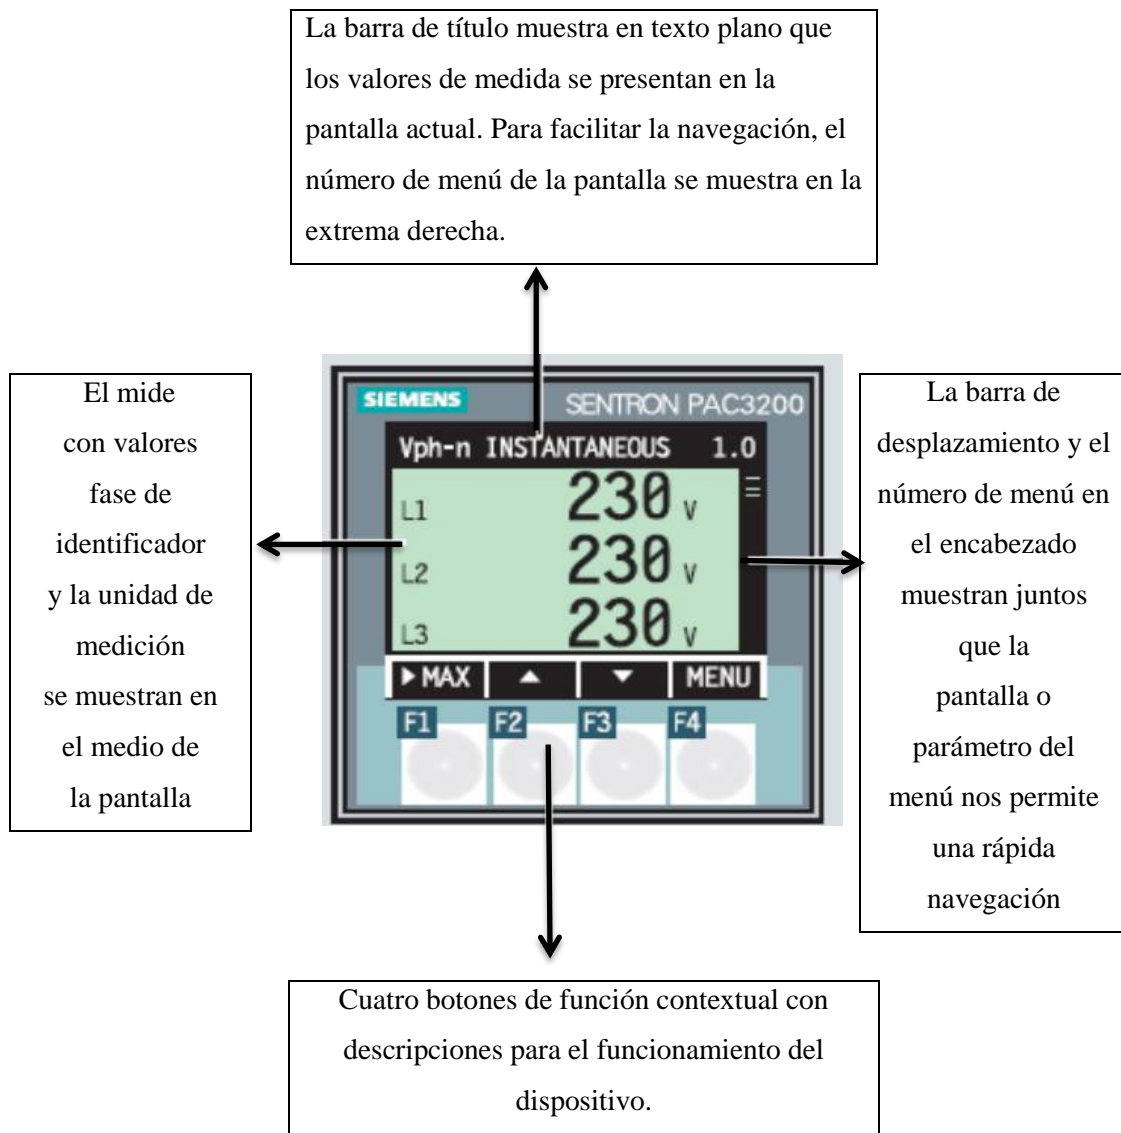 La barra de título muestra en texto plano que
los valores de medida se presentan en la
pantalla actual. Para facilitar la navegación, el
número de menú de la pantalla se muestra en la
extrema derecha.
El mide
con valores
fase de
identificador
y la unidad de
medición
se muestran en
el medio de
la pantalla
SIEMENS
SENTRON PAC3200
Vph-n INSTANTANEOUS 1.0
L1 230 V
L2 230 V
L3 230 V
►MAX ▲ ▼ MENU
F1 F2 F3 F4
La barra de
desplazamiento y el
número de menú en
el encabezado
muestran juntos
que la
pantalla o
parámetro del
menú nos permite
una rápida
navegación
Cuatro botones de función contextual con
descripciones para el funcionamiento del
dispositivo.